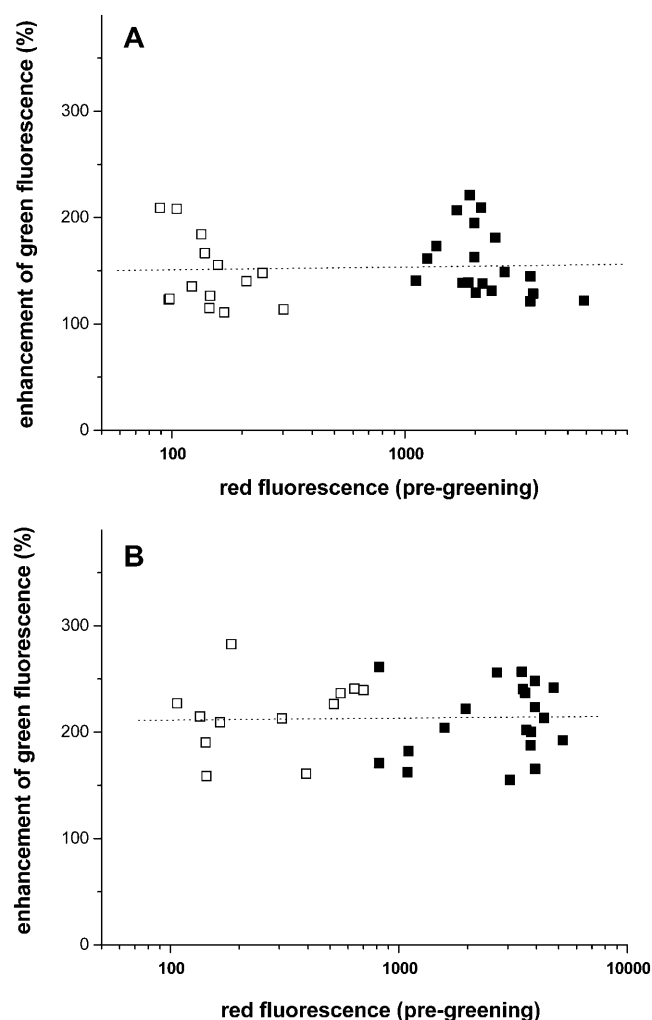 A
enhancement of green fluorescence (%)
300
200
100
0
100 1000
red fluorescence (pre-greening)
B
enhancement of green fluorescence (%)
300
200
100
0
100 1000 10000
red fluorescence (pre-greening)